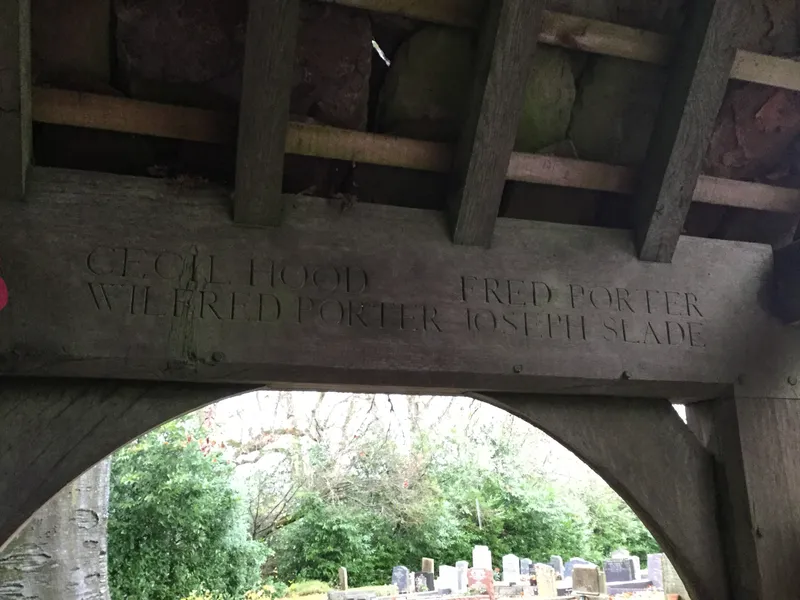 CECIL HOOD FRED PORTER
WILFRED PORTER JOSEPH SLADE